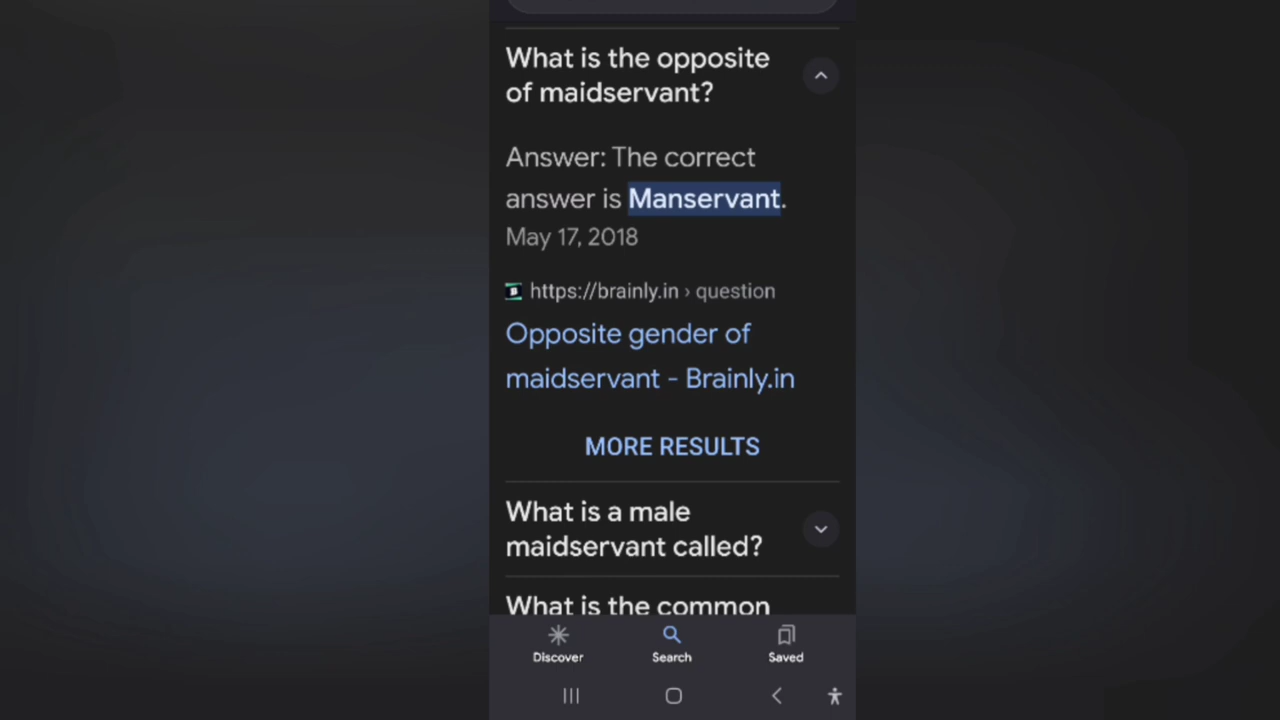 What is the opposite
of maidservant?
Answer: The correct
answer is Manservant.
May 17, 2018
https://brainly.in › question
Opposite gender of
maidservant - Brainly.in
MORE RESULTS
What is a male
maidservant called?
What is the common
Discover Search Saved